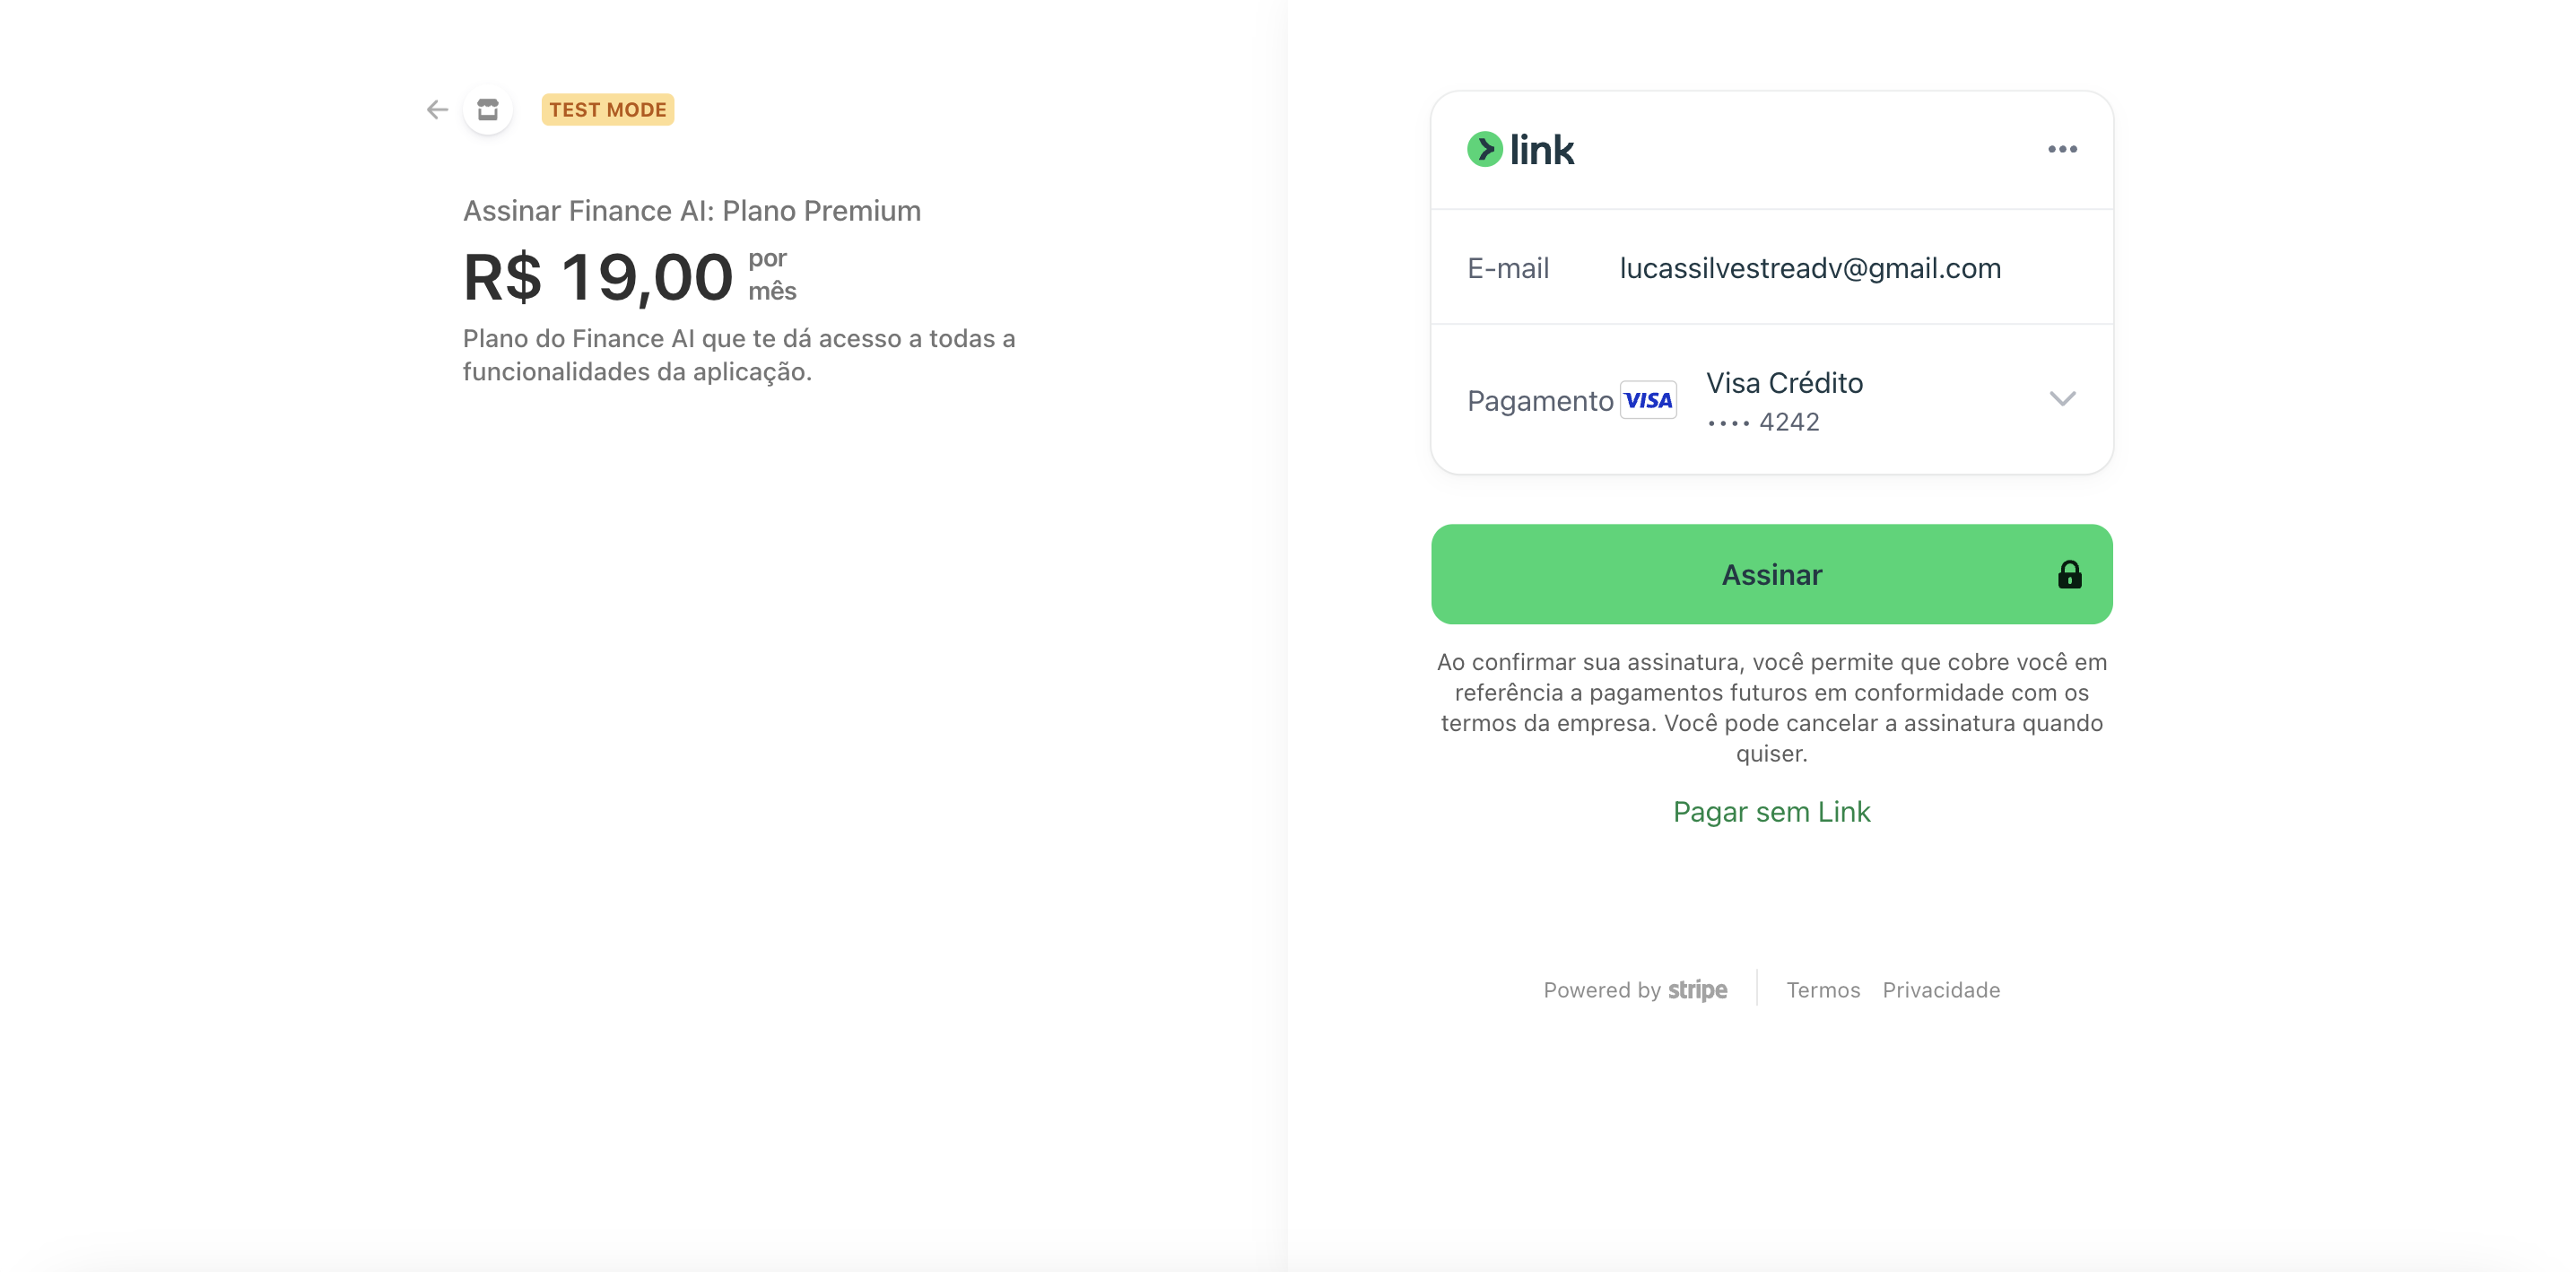 TEST MODE
Assinar Finance AI: Plano Premium
R$ 19,00 por mês
Plano do Finance AI que te dá acesso a todas a
funcionalidades da aplicação.
link
E-mail lucassilvestreadv@gmail.com
Pagamento VISA Visa Crédito
•••• 4242
Assinar
Ao confirmar sua assinatura, você permite que cobre você em
referência a pagamentos futuros em conformidade com os
termos da empresa. Você pode cancelar a assinatura quando
quiser.
Pagar sem Link
Powered by stripe Termos Privacidade